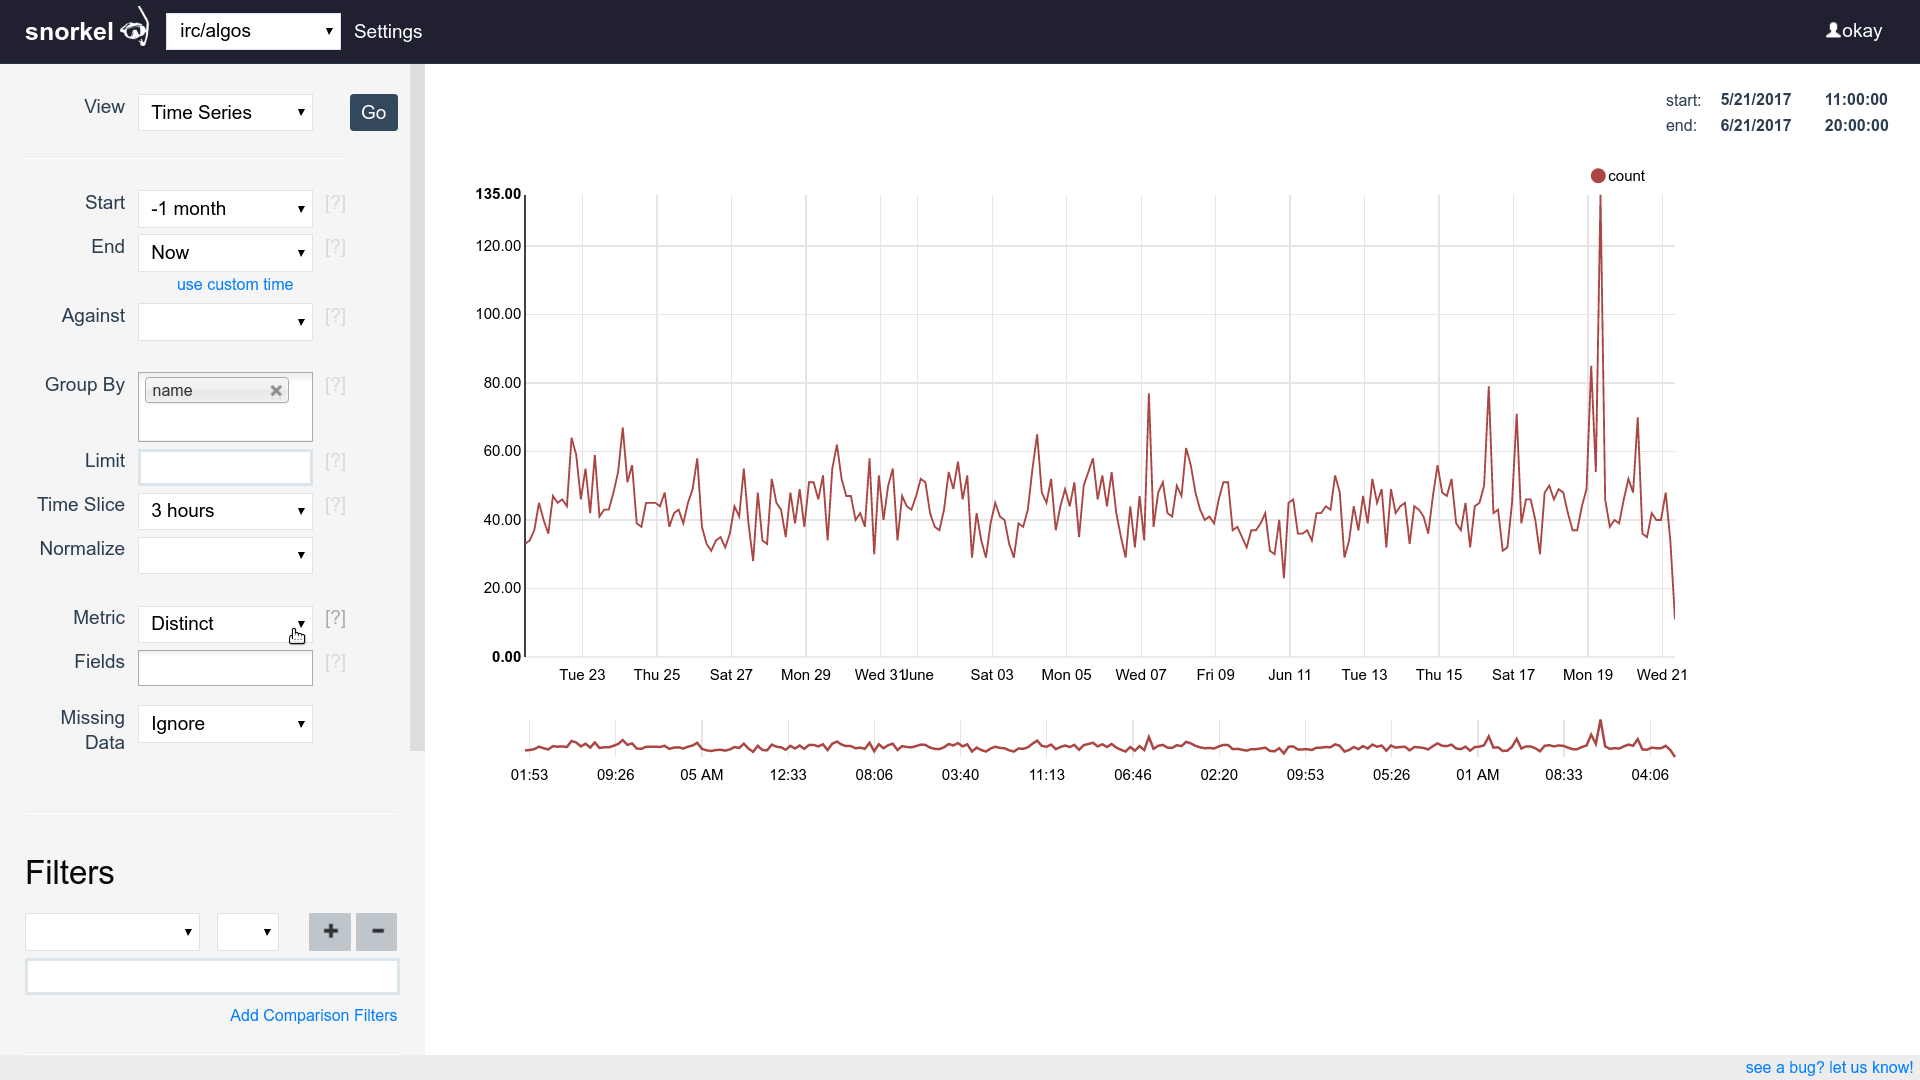 snorkel irc/algos Settings okay
View Time Series Go
Start -1 month [?]
End Now [?]
use custom time
Against [?]
Group By name [?]
Limit [?]
Time Slice 3 hours [?]
Normalize
Metric Distinct [?]
Fields [?]
Missing Data Ignore
Filters
Add Comparison Filters
start: 5/21/2017 11:00:00
end: 6/21/2017 20:00:00
count
135.00
120.00
100.00
80.00
60.00
40.00
20.00
0.00
Tue 23 Thu 25 Sat 27 Mon 29 Wed 31 June Sat 03 Mon 05 Wed 07 Fri 09 Jun 11 Tue 13 Thu 15 Sat 17 Mon 19 Wed 21
01:53 09:26 05 AM 12:33 08:06 03:40 11:13 06:46 02:20 09:53 05:26 01 AM 08:33 04:06
see a bug? let us know!